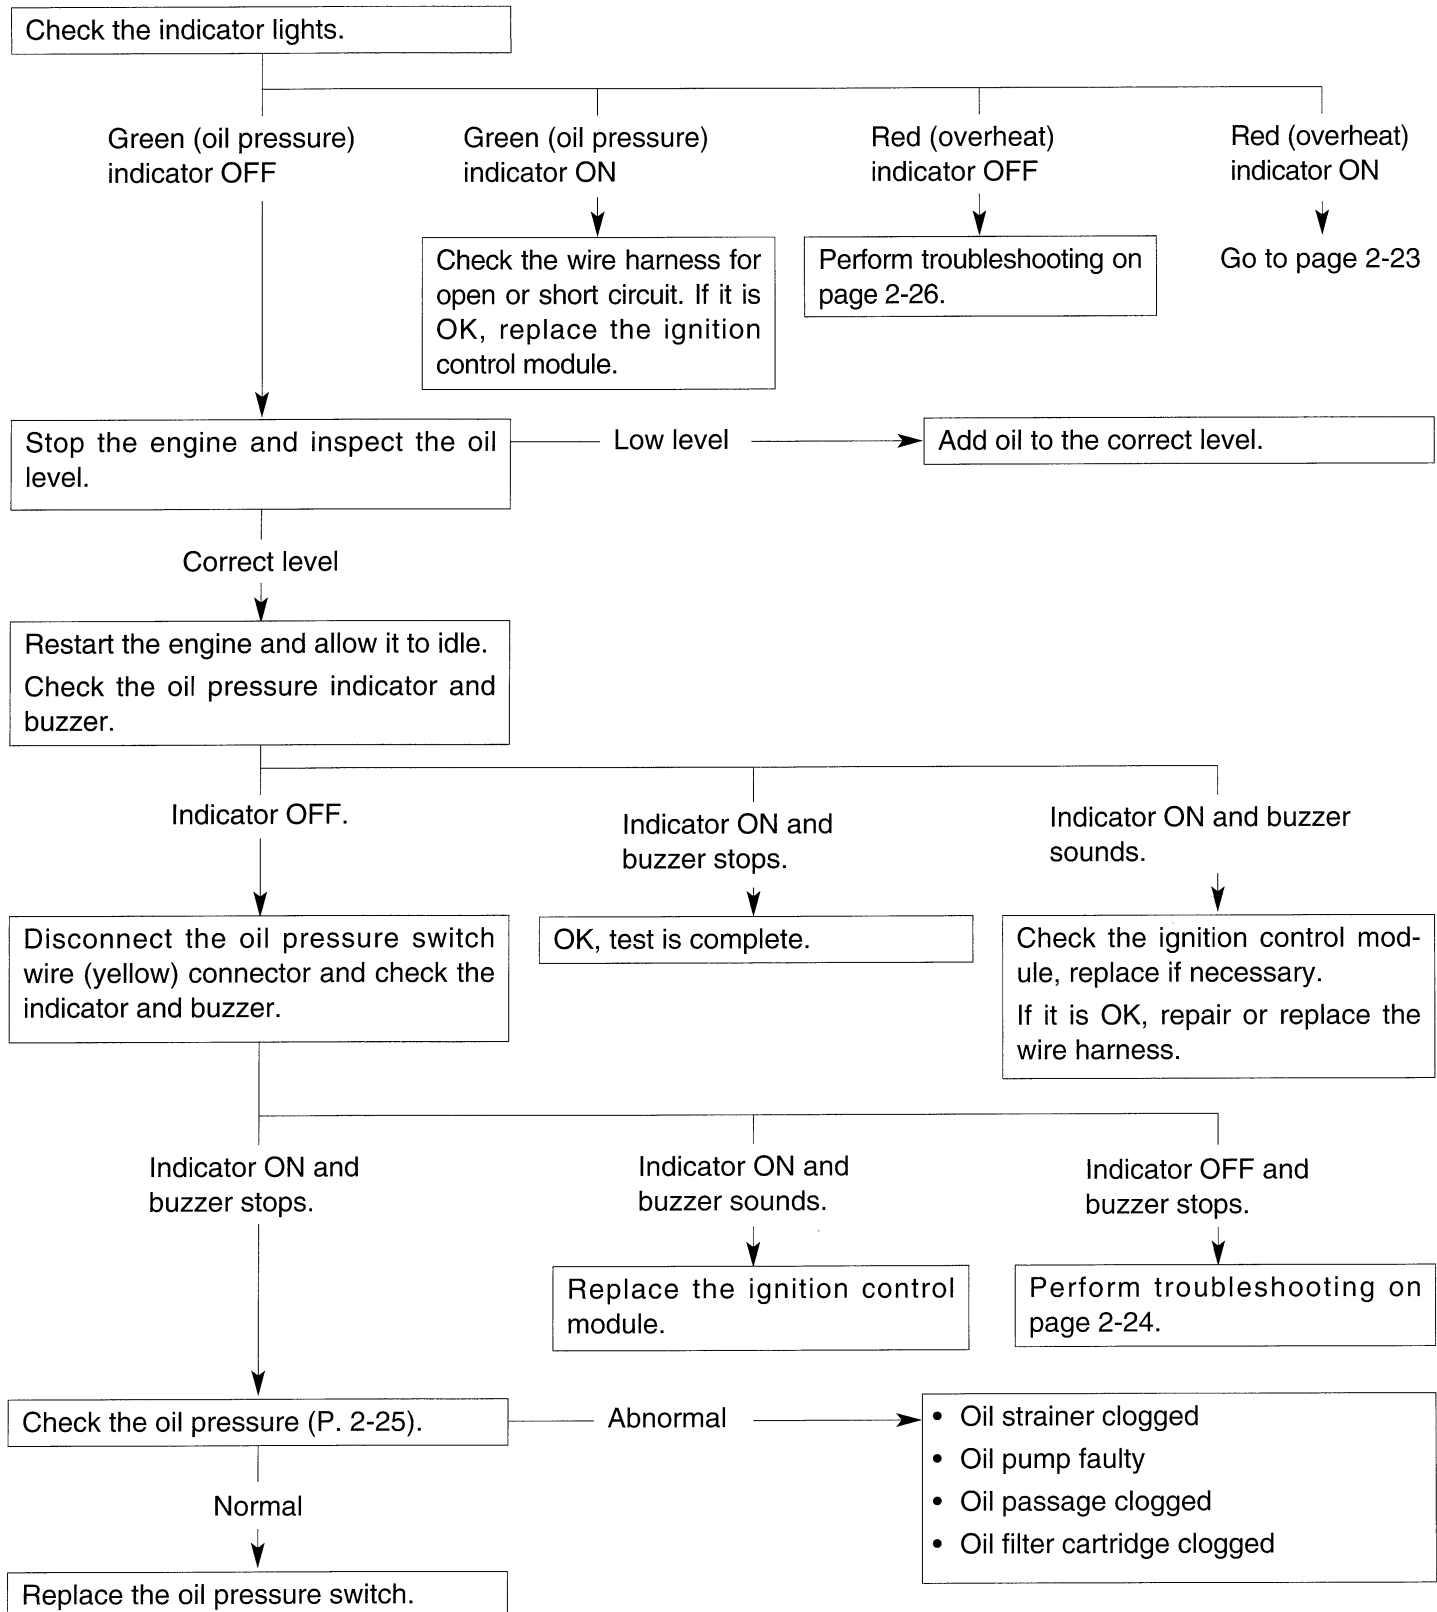 Check the indicator lights.
Green (oil pressure)
indicator OFF
Green (oil pressure)
indicator ON
Red (overheat)
indicator OFF
Red (overheat)
indicator ON
Check the wire harness for
open or short circuit. If it is
OK, replace the ignition
control module.
Perform troubleshooting on
page 2-26.
Go to page 2-23
Stop the engine and inspect the oil
level.
Low level
Add oil to the correct level.
Correct level
Restart the engine and allow it to idle.
Check the oil pressure indicator and
buzzer.
Indicator OFF.
Indicator ON and
buzzer stops.
Indicator ON and buzzer
sounds.
Disconnect the oil pressure switch
wire (yellow) connector and check the
indicator and buzzer.
OK, test is complete.
Check the ignition control mod-
ule, replace if necessary.
If it is OK, repair or replace the
wire harness.
Indicator ON and
buzzer stops.
Indicator ON and
buzzer sounds.
Indicator OFF and
buzzer stops.
Replace the ignition control
module.
Perform troubleshooting on
page 2-24.
Check the oil pressure (P. 2-25).
Abnormal
• Oil strainer clogged
• Oil pump faulty
• Oil passage clogged
• Oil filter cartridge clogged
Normal
Replace the oil pressure switch.